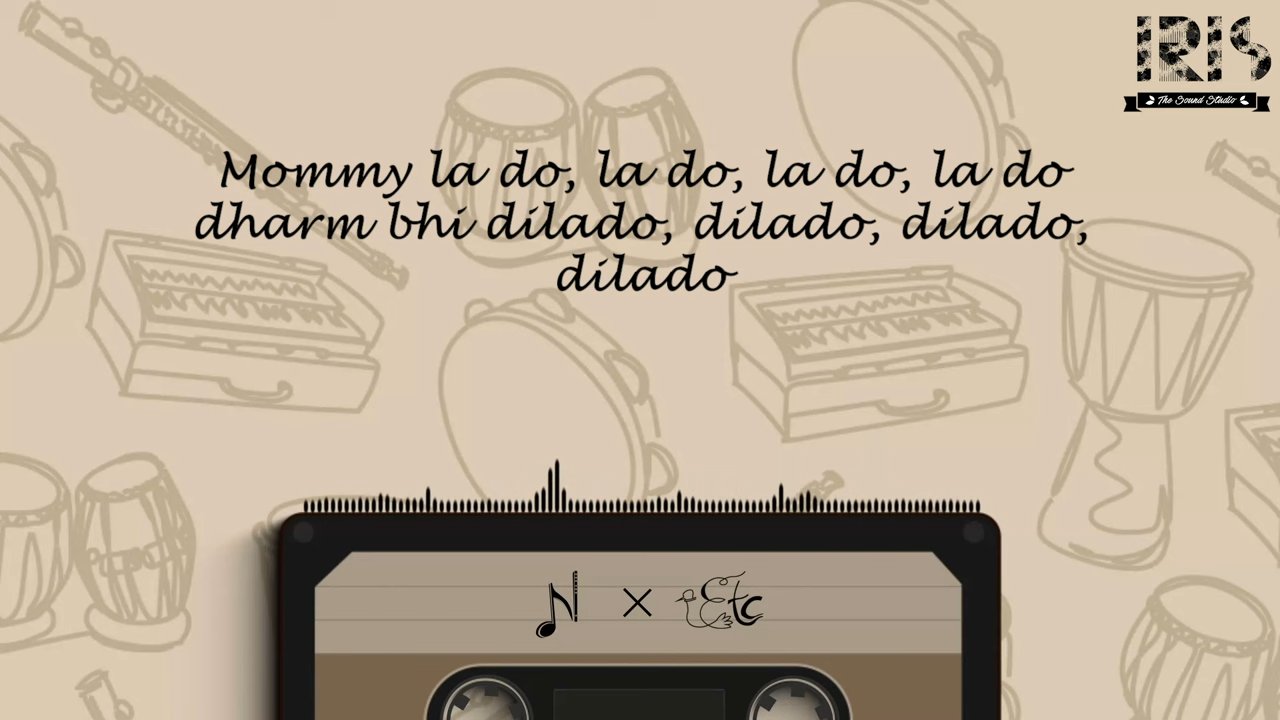 IRIS
The Sound Studio
Mommy la do, la do, la do, la do
dharm bhi dilado, dilado, dilado,
dilado
N x Etc